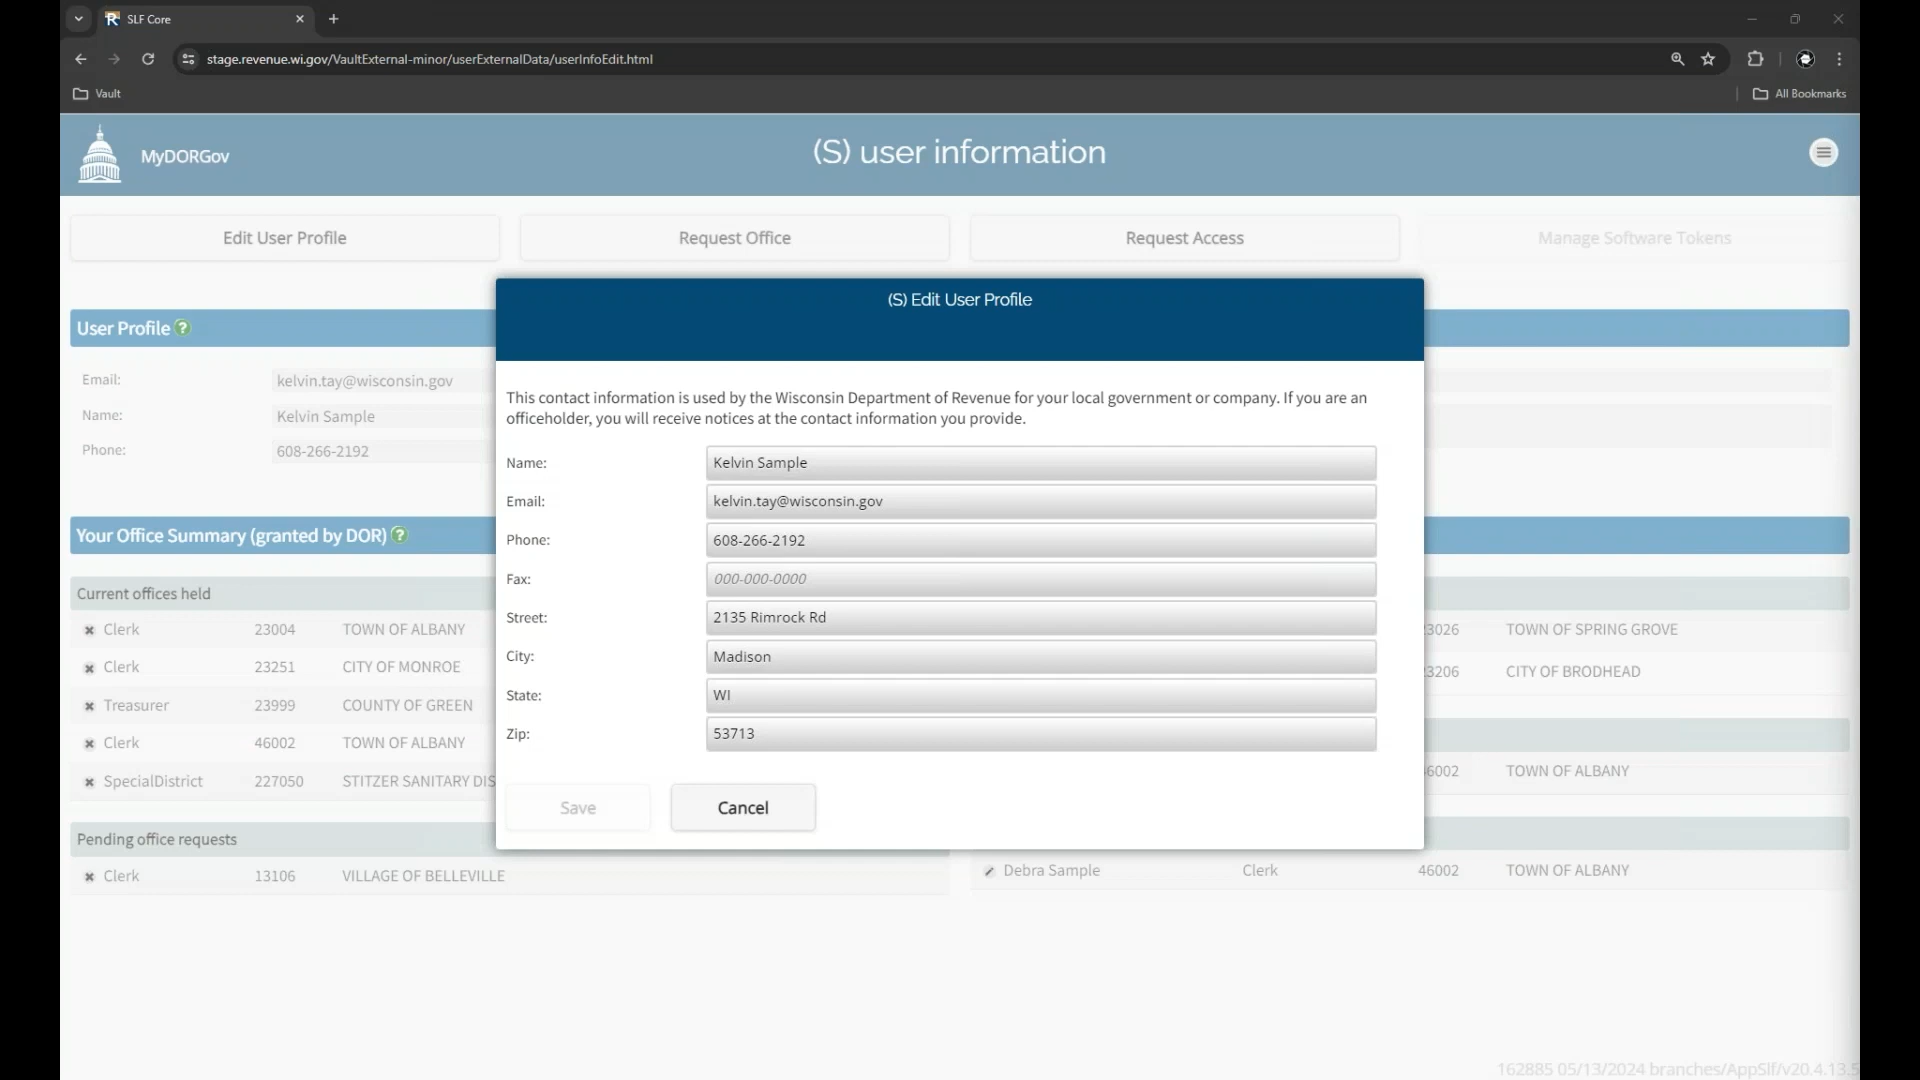 SLF Core
stage.revenue.wi.gov/VaultExternal-minor/userExternalData/userInfoEdit.html
Vault
All Bookmarks
MyDORGov
(S) user information
Edit User Profile
Request Office
Request Access
Manage Software Tokens
(S) Edit User Profile
User Profile ?
Email: kelvin.tay@wisconsin.gov
Name: Kelvin Sample
Phone: 608-266-2192
This contact information is used by the Wisconsin Department of Revenue for your local government or company. If you are an
officeholder, you will receive notices at the contact information you provide.
Name: Kelvin Sample
Email: kelvin.tay@wisconsin.gov
Phone: 608-266-2192
Fax: 000-000-0000
Street: 2135 Rimrock Rd
City: Madison
State: WI
Zip: 53713
Save
Cancel
Your Office Summary (granted by DOR) ?
Current offices held
Clerk 23004 TOWN OF ALBANY
Clerk 23251 CITY OF MONROE
Treasurer 23999 COUNTY OF GREEN
Clerk 46002 TOWN OF ALBANY
SpecialDistrict 227050 STITZER SANITARY DIS
Pending office requests
Clerk 13106 VILLAGE OF BELLEVILLE
23026 TOWN OF SPRING GROVE
23206 CITY OF BRODHEAD
46002 TOWN OF ALBANY
Debra Sample Clerk 46002 TOWN OF ALBANY
162885 05/13/2024 branches/AppSlf/v20.4.13.5